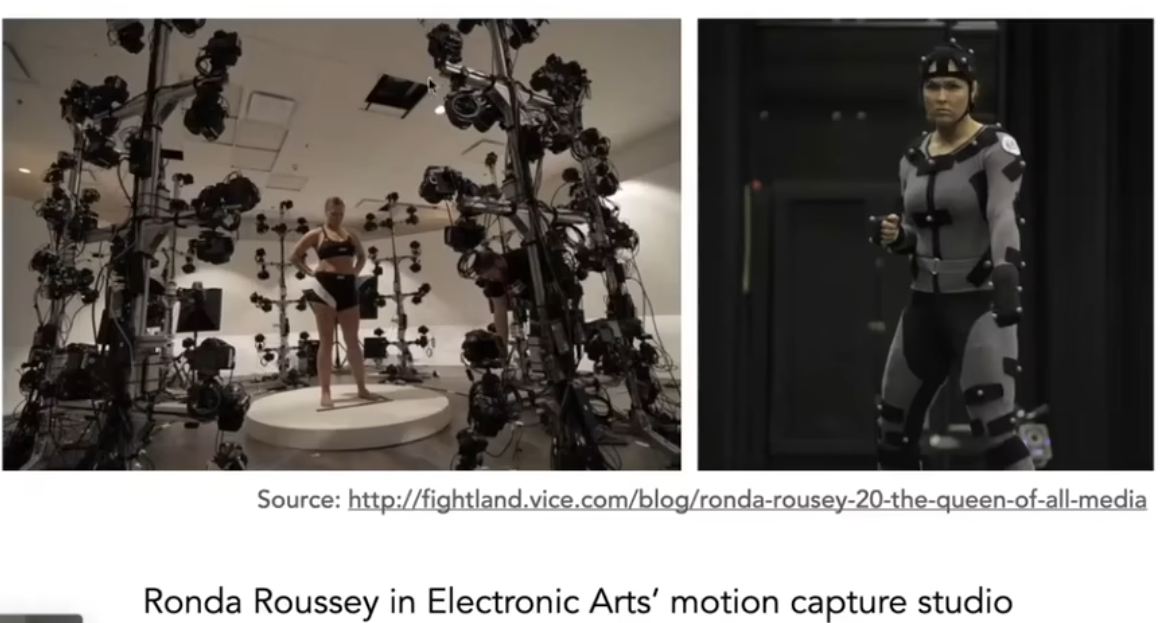 Source: http://fightland.vice.com/blog/ronda-rousey-20-the-queen-of-all-media
Ronda Roussey in Electronic Arts’ motion capture studio